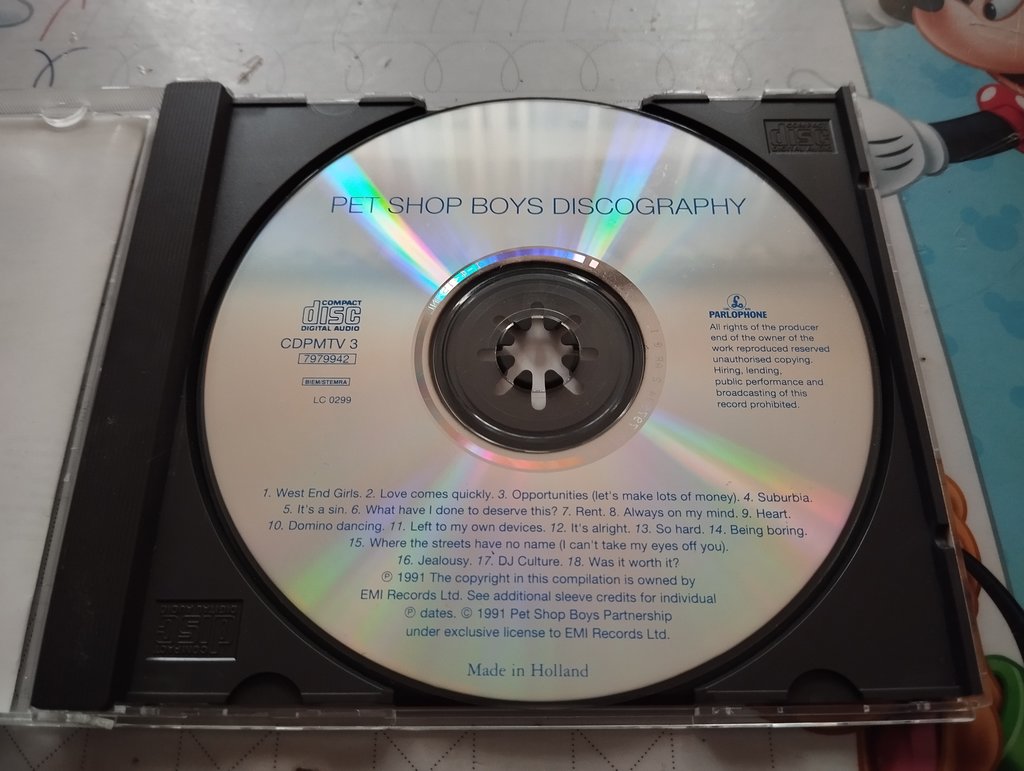 PET SHOP BOYS DISCOGRAPHY
COMPACT
disc
DIGITAL AUDIO
CDPMTV 3
7979942
BIEM/STEMRA
LC 0299
PARLOPHONE
All rights of the producer
end of the owner of the
work reproduced reserved
unauthorised copying.
Hiring, lending,
public performance and
broadcasting of this
record prohibited.
1. West End Girls. 2. Love comes quickly. 3. Opportunities (let's make lots of money). 4. Suburbia.
5. It's a sin. 6. What have I done to deserve this? 7. Rent. 8. Always on my mind. 9. Heart.
10. Domino dancing. 11. Left to my own devices. 12. It's alright. 13. So hard. 14. Being boring.
15. Where the streets have no name (I can't take my eyes off you).
16. Jealousy. 17. DJ Culture. 18. Was it worth it?
℗ 1991 The copyright in this compilation is owned by
EMI Records Ltd. See additional sleeve credits for individual
℗ dates. © 1991 Pet Shop Boys Partnership
under exclusive license to EMI Records Ltd.
Made in Holland
COMPACT
disc
DIGITAL AUDIO
COMPACT
disc
DIGITAL AUDIO